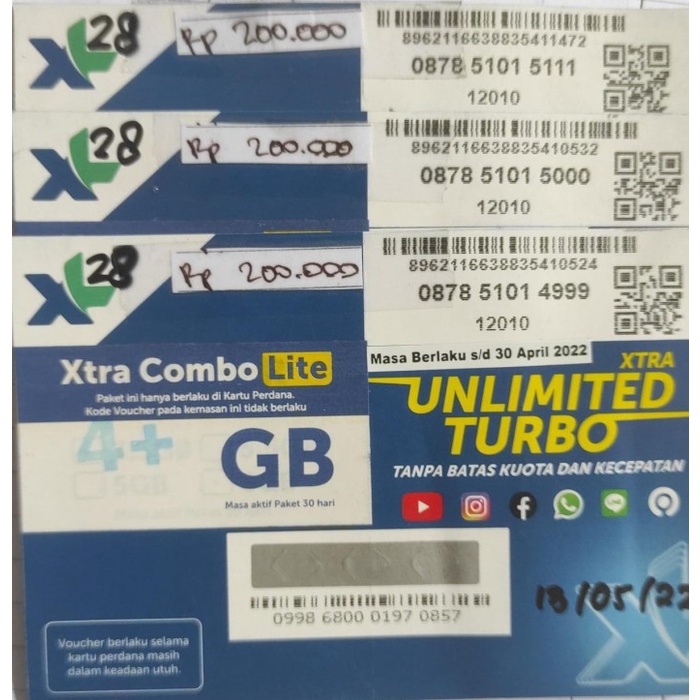 XL 28 Rp 200.000
8962116638835411472
0878 5101 5111
12010
XL 28 Rp 200.000
8962116638835410532
0878 5101 5000
12010
XL 28 Rp 200.000
8962116638835410524
0878 5101 4999
12010
Masa Berlaku s/d 30 April 2022
Xtra Combo Lite
Paket ini hanya berlaku di Kartu Perdana.
Kode Voucher pada kemasan ini tidak berlaku
4+ GB
5GB
Masa aktif Paket 30 hari
XTRA
UNLIMITED
TURBO
TANPA BATAS KUOTA DAN KECEPATAN
LINE
0998 6800 0197 0857
18/05/22
Voucher berlaku selama
kartu perdana masih
dalam keadaan utuh.